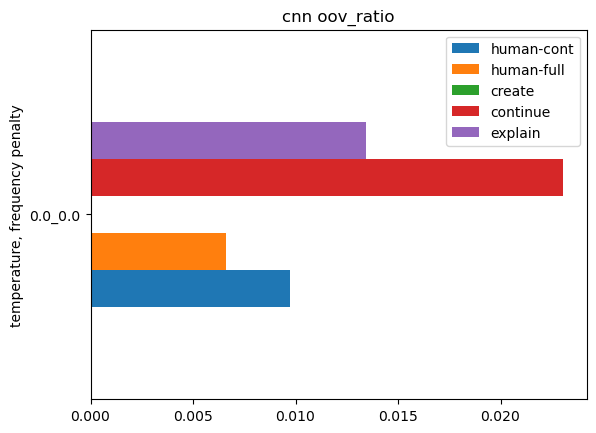 cnn oov_ratio
human-cont
human-full
create
continue
explain
temperature, frequency penalty
0.0_0.0
0.000 0.005 0.010 0.015 0.020